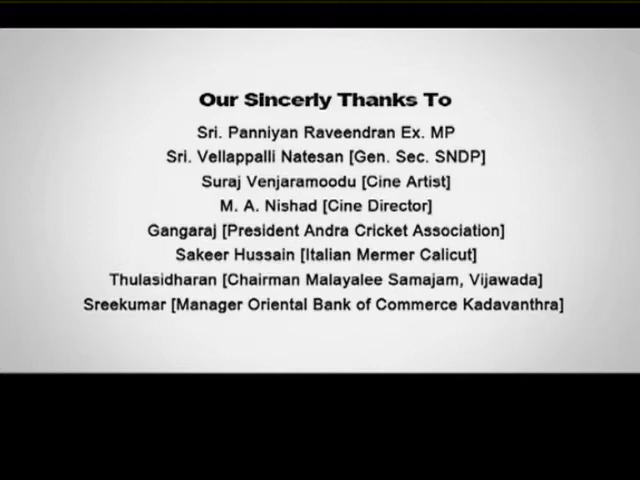 Our Sincerly Thanks To
Sri. Panniyan Raveendran Ex. MP
Sri. Vellappalli Natesan [Gen. Sec. SNDP]
Suraj Venjaramoodu [Cine Artist]
M. A. Nishad [Cine Director]
Gangaraj [President Andra Cricket Association]
Sakeer Hussain [Italian Mermer Calicut]
Thulasidharan [Chairman Malayalee Samajam, Vijawada]
Sreekumar [Manager Oriental Bank of Commerce Kadavanthra]